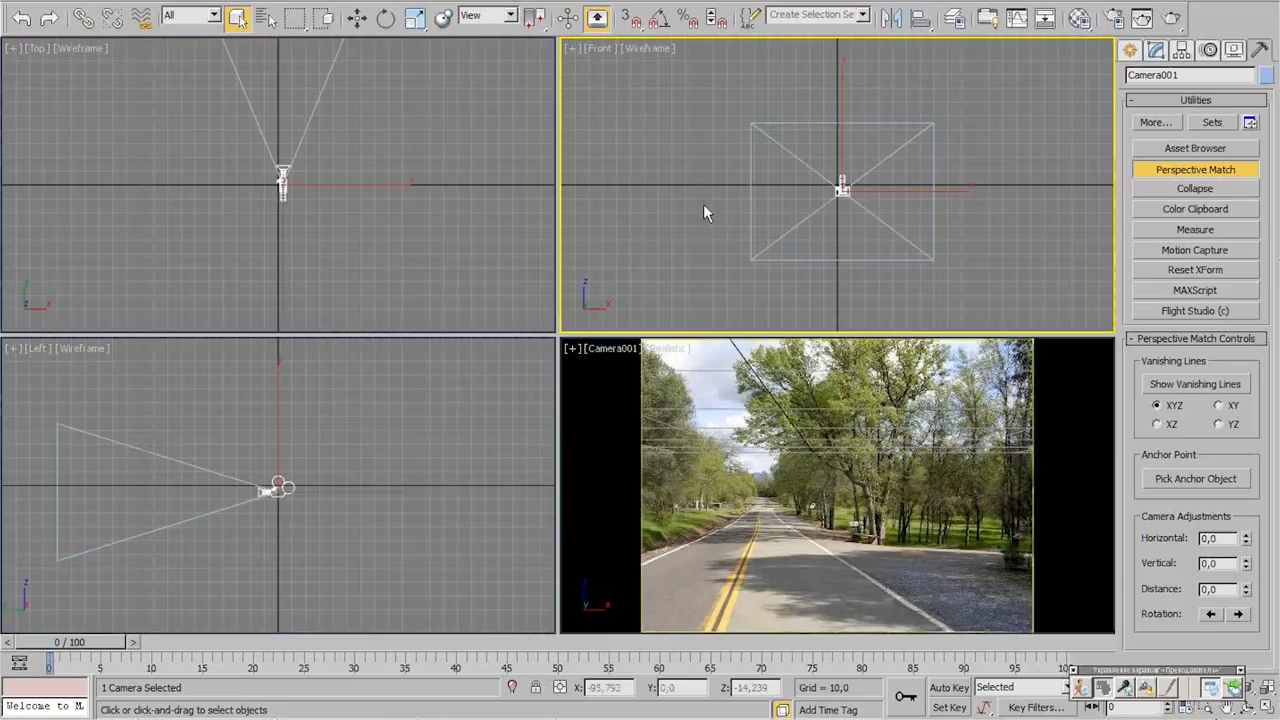 All
View
Create Selection Se
[+] [Top] [Wireframe]
[+] [Front] [Wireframe]
[+] [Left] [Wireframe]
[+] [Camera001] [Realistic]
Camera001
- Utilities
More...
Sets
Asset Browser
Perspective Match
Collapse
Color Clipboard
Measure
Motion Capture
Reset XForm
MAXScript
Flight Studio (c)
- Perspective Match Controls
Vanishing Lines
Show Vanishing Lines
XYZ XY
XZ YZ
Anchor Point
Pick Anchor Object
Camera Adjustments
Horizontal: 0,0
Vertical: 0,0
Distance: 0,0
Rotation:
< 0 / 100 >
0 5 10 15 20 25 30 35 40 45 50 55 60 65 70 75 80 85 90 95 100
1 Camera Selected
X: -95,793 Y: 0,0 Z: -14,239
Grid = 10,0
Auto Key
Selected
Welcome to M
Click or click-and-drag to select objects
Add Time Tag
Set Key
Key Filters...
0